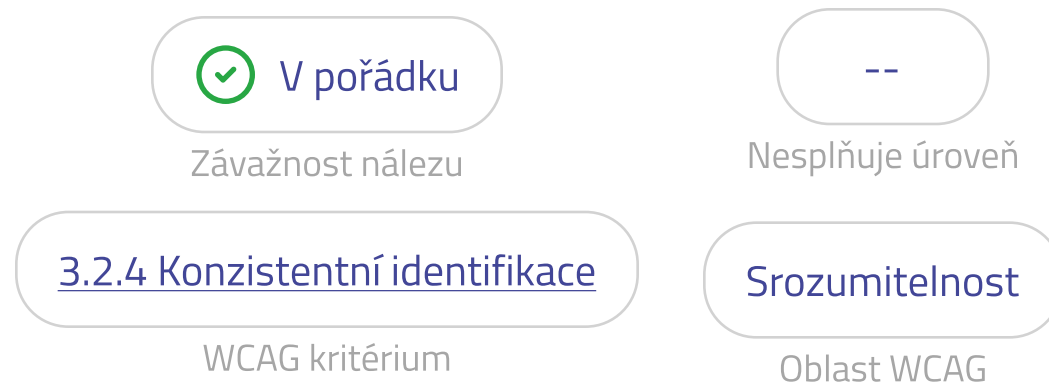 V pořádku
Závažnost nálezu
--
Nesplňuje úroveň
3.2.4 Konzistentní identifikace
WCAG kritérium
Srozumitelnost
Oblast WCAG